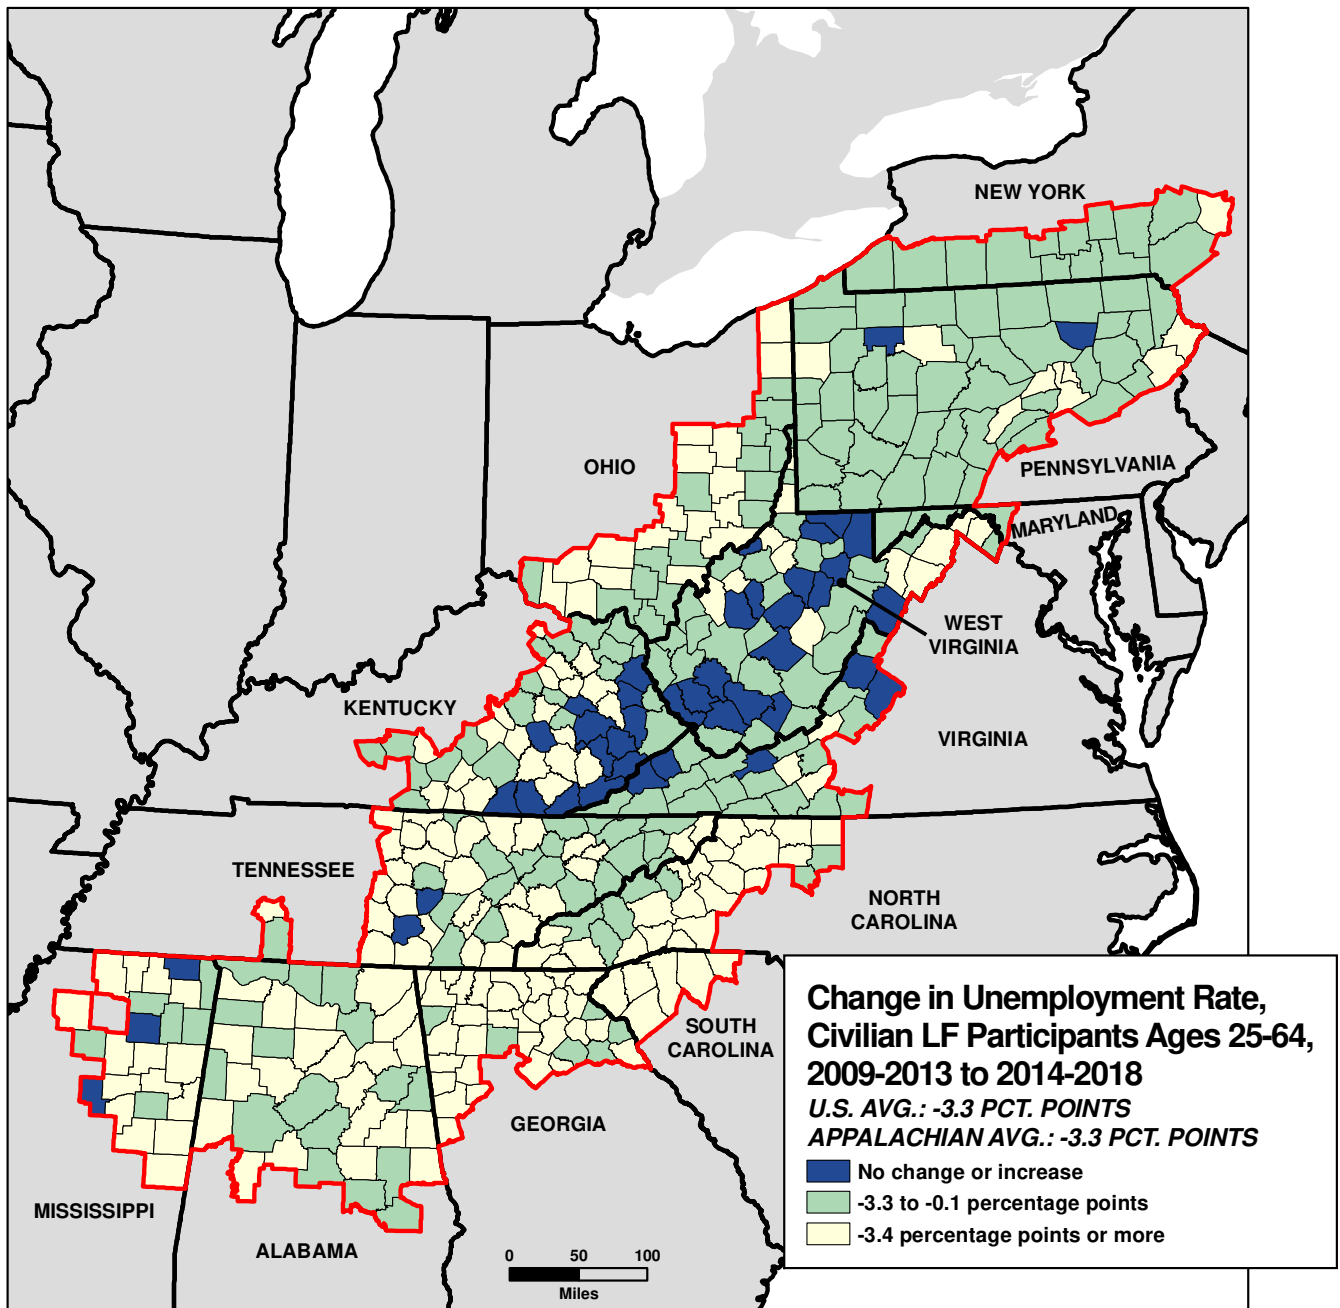 NEW YORK
OHIO
PENNSYLVANIA
MARYLAND
WEST
VIRGINIA
KENTUCKY
VIRGINIA
TENNESSEE
NORTH
CAROLINA
SOUTH
CAROLINA
GEORGIA
MISSISSIPPI
ALABAMA
0 50 100
Miles
Change in Unemployment Rate,
Civilian LF Participants Ages 25-64,
2009-2013 to 2014-2018
U.S. AVG.: -3.3 PCT. POINTS
APPALACHIAN AVG.: -3.3 PCT. POINTS
No change or increase
-3.3 to -0.1 percentage points
-3.4 percentage points or more